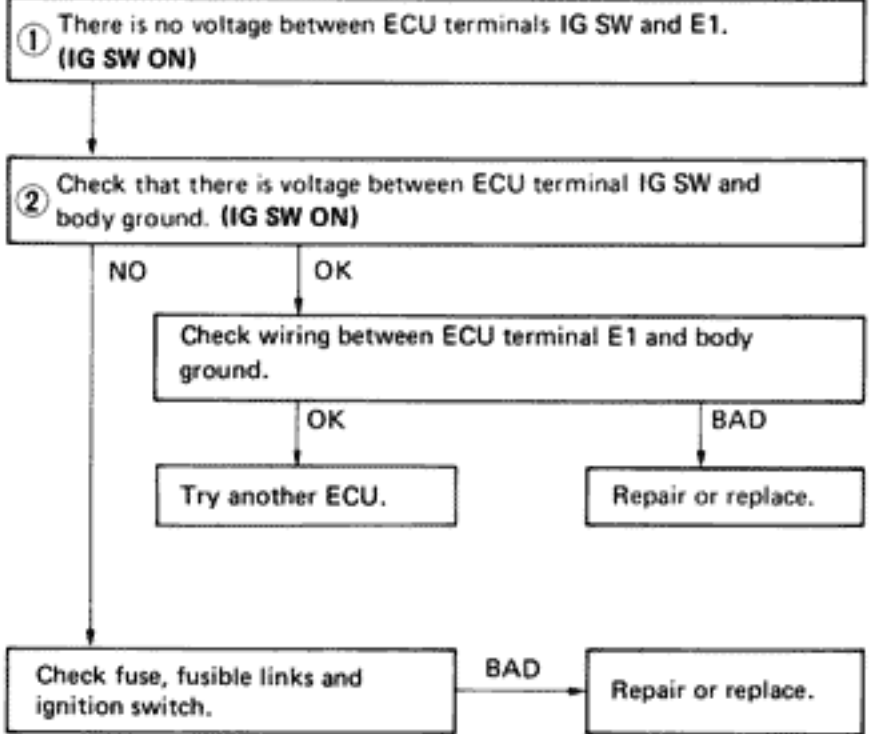 ① There is no voltage between ECU terminals IG SW and E1.
(IG SW ON)
② Check that there is voltage between ECU terminal IG SW and
body ground. (IG SW ON)
NO
OK
Check wiring between ECU terminal E1 and body
ground.
OK
BAD
Try another ECU.
Repair or replace.
Check fuse, fusible links and
ignition switch.
BAD
Repair or replace.